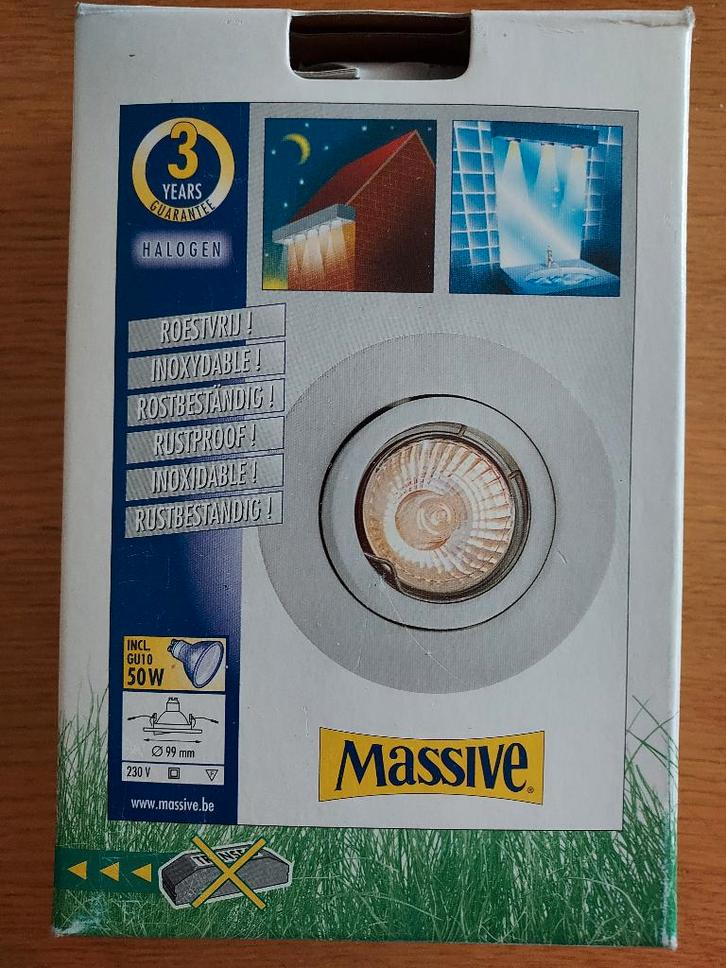 3
YEARS
GUARANTEE
HALOGEN
ROESTVRIJ !
INOXYDABLE !
ROSTBESTÄNDIG !
RUSTPROOF !
INOXIDABLE !
RUSTBESTANDIG !
INCL.
GU10
50W
Ø 99 mm
230 V
F
www.massive.be
MASSIVE®